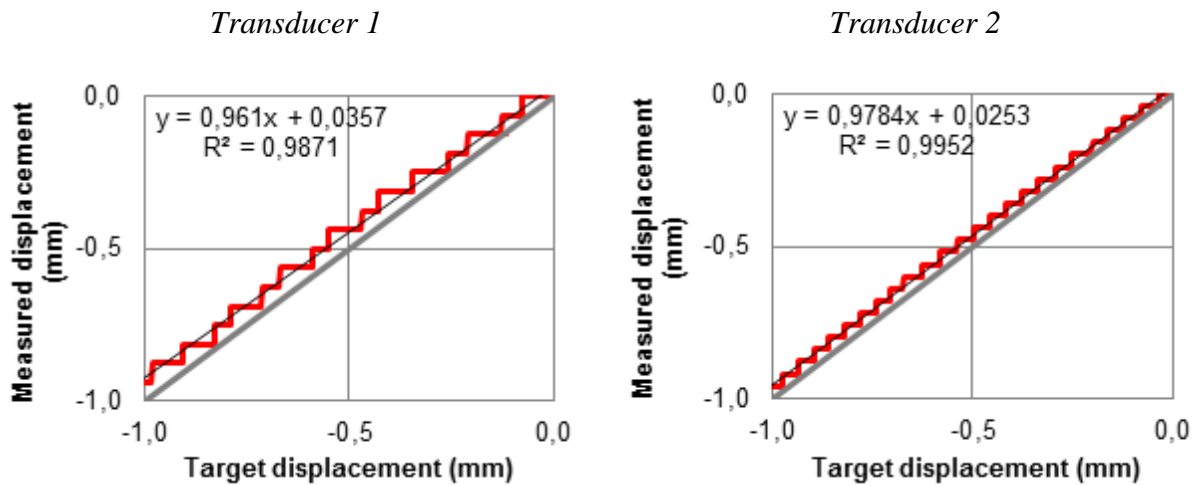 Transducer 1
0,0
-0,5
-1,0
-1,0
-0,5
0,0
y = 0,961x + 0,0357
R² = 0,9871
Measured displacement
(mm)
Target displacement (mm)
Transducer 2
0,0
-0,5
-1,0
-1,0
-0,5
0,0
y = 0,9784x + 0,0253
R² = 0,9952
Measured displacement
(mm)
Target displacement (mm)